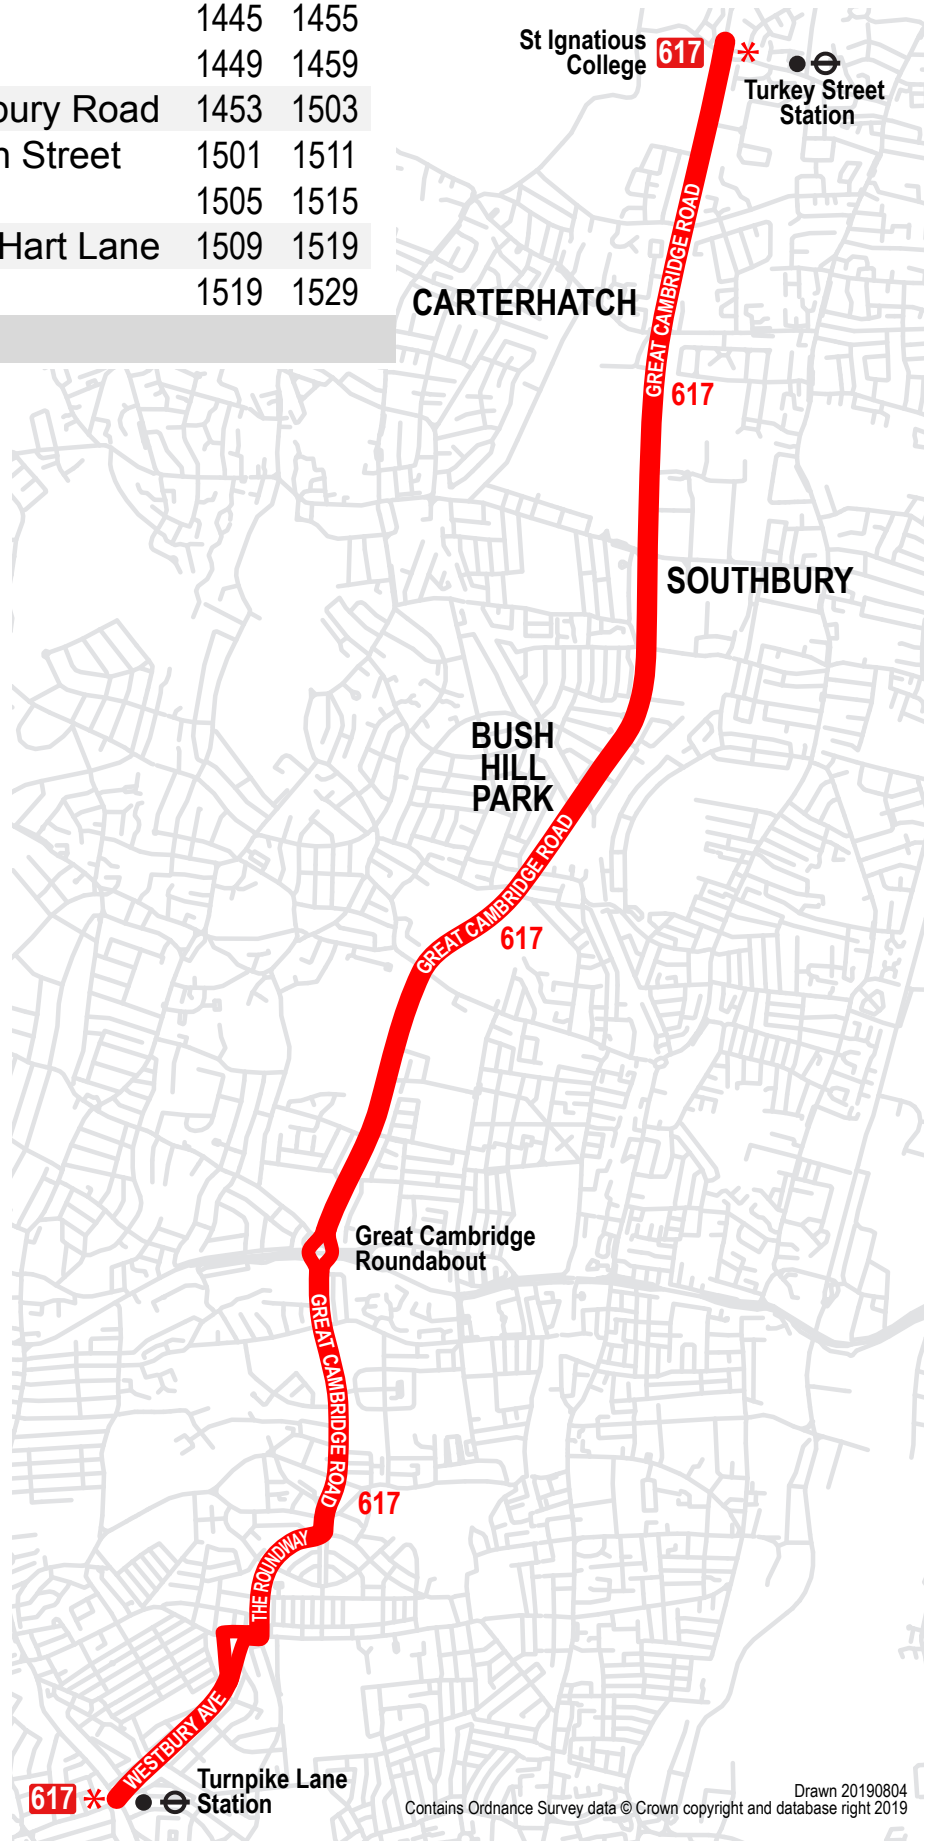 1445 1455
1449 1459
bury Road 1453 1503
n Street 1501 1511
1505 1515
Hart Lane 1509 1519
1519 1529
St Ignatious
College
617 *
Turkey Street
Station
GREAT CAMBRIDGE ROAD
CARTERHATCH
617
SOUTHBURY
BUSH
HILL
PARK
GREAT CAMBRIDGE ROAD
617
Great Cambridge
Roundabout
GREAT CAMBRIDGE ROAD
617
THE ROUNDWAY
WESTBURY AVE
617 *
Turnpike Lane
Station
Drawn 20190804
Contains Ordnance Survey data © Crown copyright and database right 2019